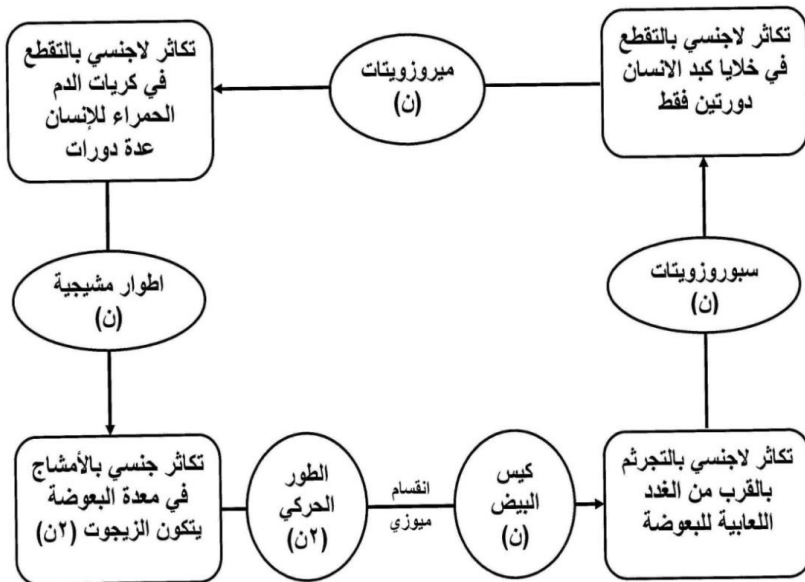 تكاثر لاجنسي بالتقطع
في خلايا كبد الانسان
دورتين فقط
ميروزويتات
(ن)
تكاثر لاجنسي بالتقطع
في كريات الدم
الحمراء للإنسان
عدة دورات
سبوروزويتات
(ن)
اطوار مشيجية
(ن)
تكاثر لاجنسي بالتجرثم
بالقرب من الغدد
اللعابية للبعوضة
كيس
البيض
(ن)
انقسام
ميوزي
الطور
الحركي
(٢ن)
تكاثر جنسي بالأمشاج
في معدة البعوضة
يتكون الزيجوت (٢ن)